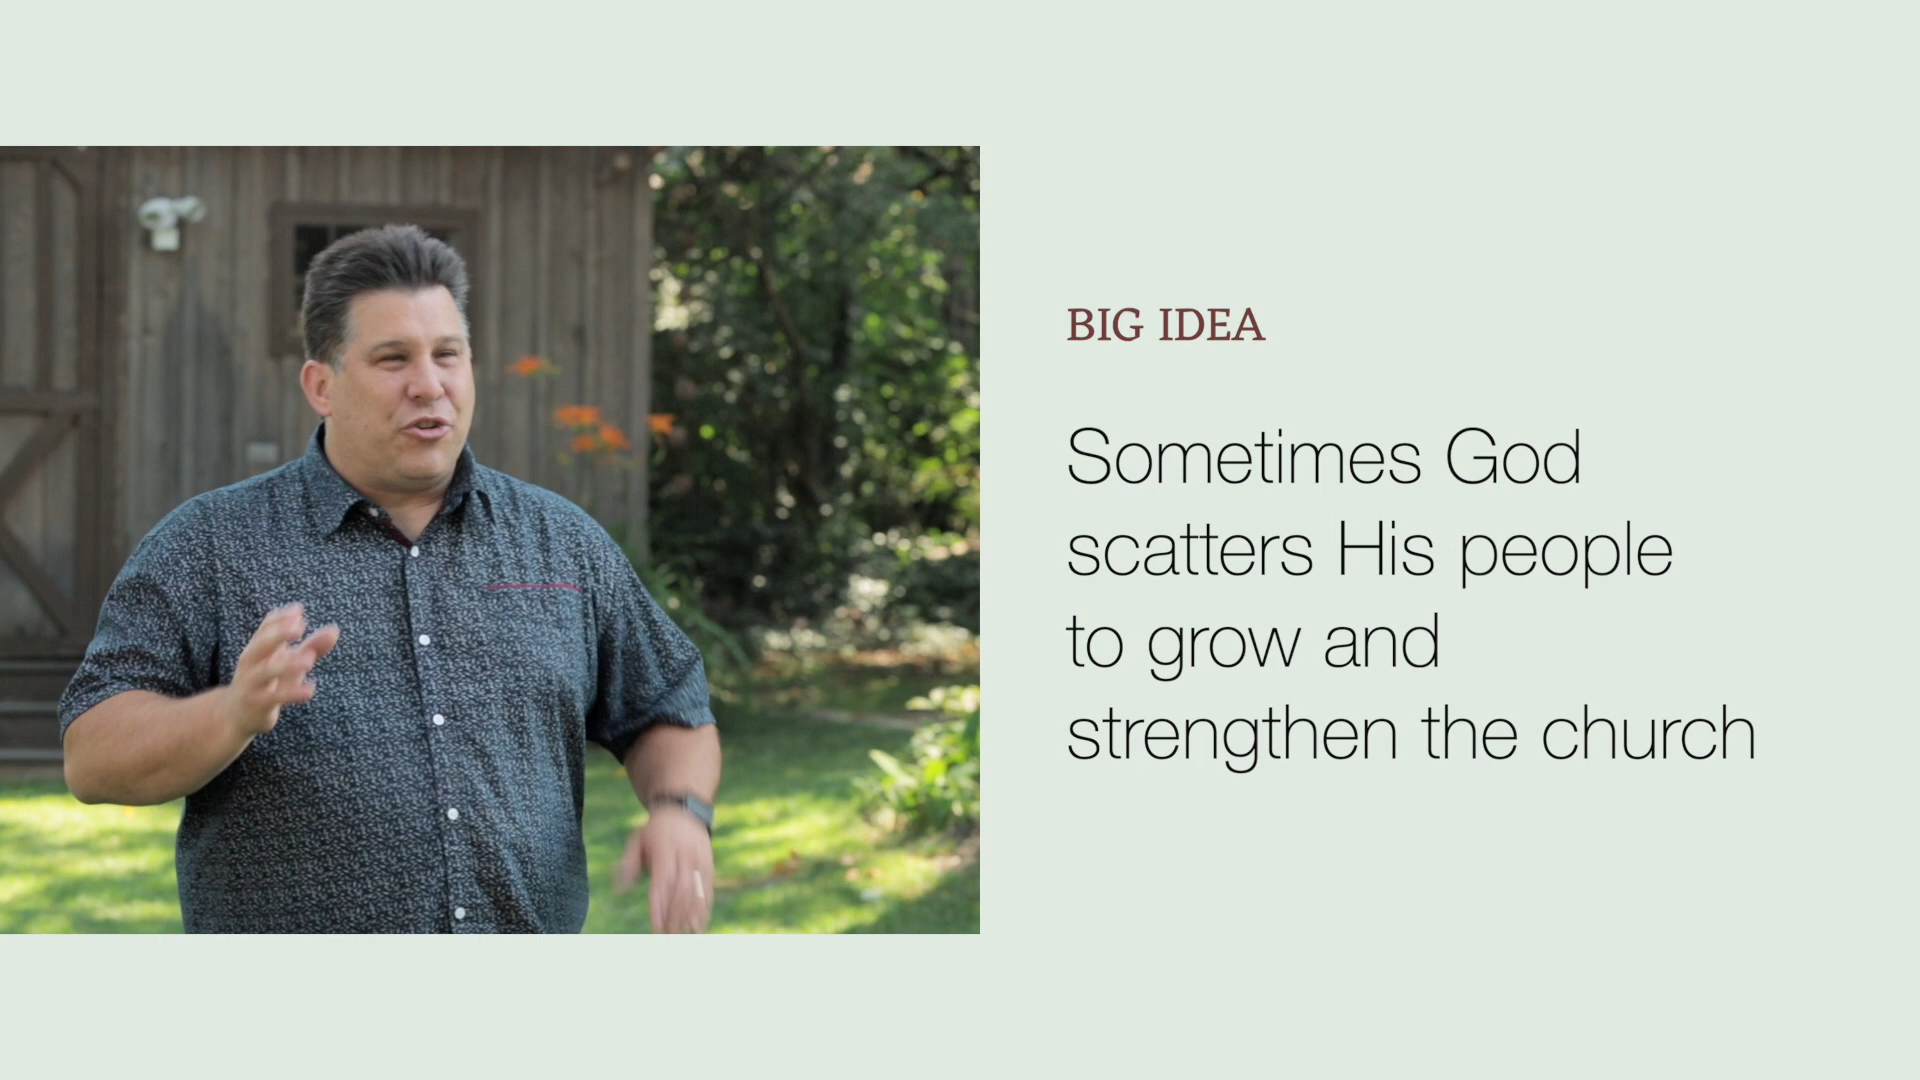 BIG IDEA
Sometimes God
scatters His people
to grow and
strengthen the church